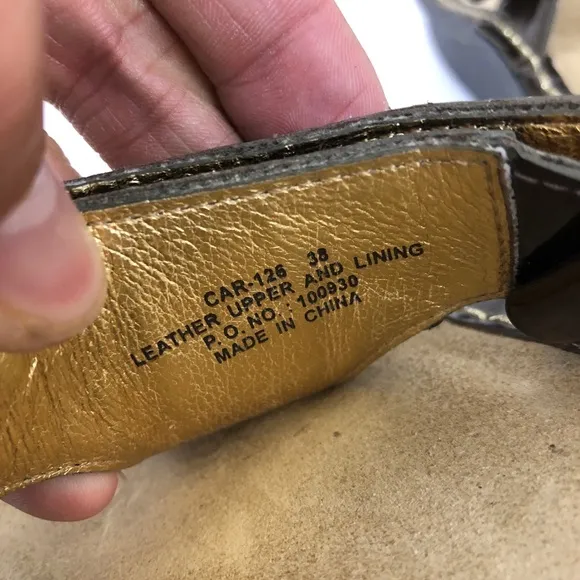 CAR-126 38
LEATHER UPPER AND LINING
P.O. NO.: 100930
MADE IN CHINA